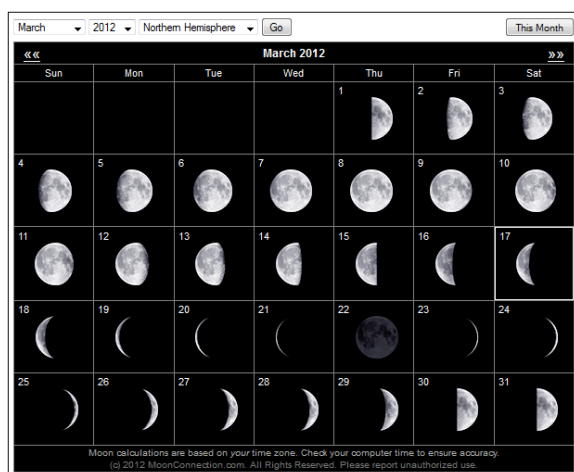 March 2012 Northern Hemisphere Go This Month
«« March 2012 »»
Sun Mon Tue Wed Thu Fri Sat
1 2 3
4 5 6 7 8 9 10
11 12 13 14 15 16 17
18 19 20 21 22 23 24
25 26 27 28 29 30 31
Moon calculations are based on your time zone. Check your computer time to ensure accuracy.
(c) 2012 MoonConnection.com. All Rights Reserved. Please report unauthorized use.